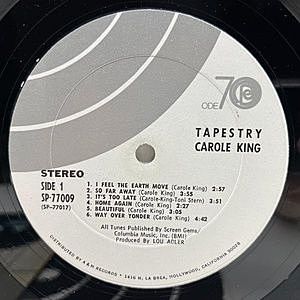 ODE 70
TAPESTRY
CAROLE KING
STEREO
SIDE 1
SP-77009
(SP-77017)
1. I FEEL THE EARTH MOVE (Carole King) 2:57
2. SO FAR AWAY (Carole King) 3:55
3. IT'S TOO LATE (Carole King-Toni Stern) 3:53
4. HOME AGAIN (Carole King) 2:27
5. BEAUTIFUL (Carole King) 3:05
6. WAY OVER YONDER (Carole King) 4:42
All Tunes Published By Screen Gems/
Columbia Music, Inc. (BMI)
Produced By LOU ADLER
DISTRIBUTED BY A & M RECORDS / 1416 N. LA BREA, HOLLYWOOD, CALIFORNIA 90028